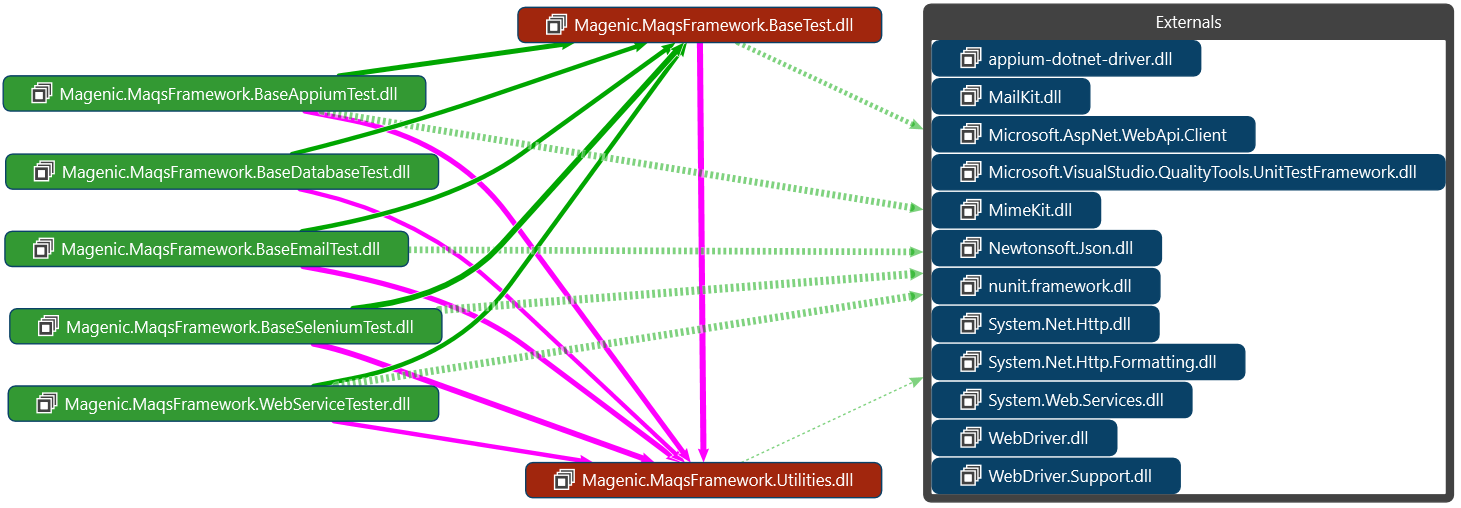 Magenic.MaqsFramework.BaseTest.dll
Magenic.MaqsFramework.BaseAppiumTest.dll
Magenic.MaqsFramework.BaseDatabaseTest.dll
Magenic.MaqsFramework.BaseEmailTest.dll
Magenic.MaqsFramework.BaseSeleniumTest.dll
Magenic.MaqsFramework.WebServiceTester.dll
Magenic.MaqsFramework.Utilities.dll
Externals
appium-dotnet-driver.dll
MailKit.dll
Microsoft.AspNet.WebApi.Client
Microsoft.VisualStudio.QualityTools.UnitTestFramework.dll
MimeKit.dll
Newtonsoft.Json.dll
nunit.framework.dll
System.Net.Http.dll
System.Net.Http.Formatting.dll
System.Web.Services.dll
WebDriver.dll
WebDriver.Support.dll